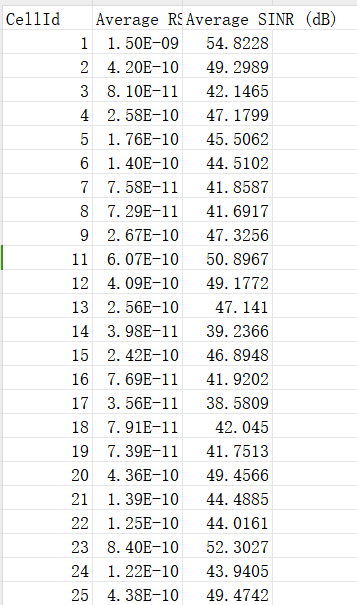 CellId Average RS Average SINR (dB)
1 1.50E-09 54.8228
2 4.20E-10 49.2989
3 8.10E-11 42.1465
4 2.58E-10 47.1799
5 1.76E-10 45.5062
6 1.40E-10 44.5102
7 7.58E-11 41.8587
8 7.29E-11 41.6917
9 2.67E-10 47.3256
11 6.07E-10 50.8967
12 4.09E-10 49.1772
13 2.56E-10 47.141
14 3.98E-11 39.2366
15 2.42E-10 46.8948
16 7.69E-11 41.9202
17 3.56E-11 38.5809
18 7.91E-11 42.045
19 7.39E-11 41.7513
20 4.36E-10 49.4566
21 1.39E-10 44.4885
22 1.25E-10 44.0161
23 8.40E-10 52.3027
24 1.22E-10 43.9405
25 4.38E-10 49.4742